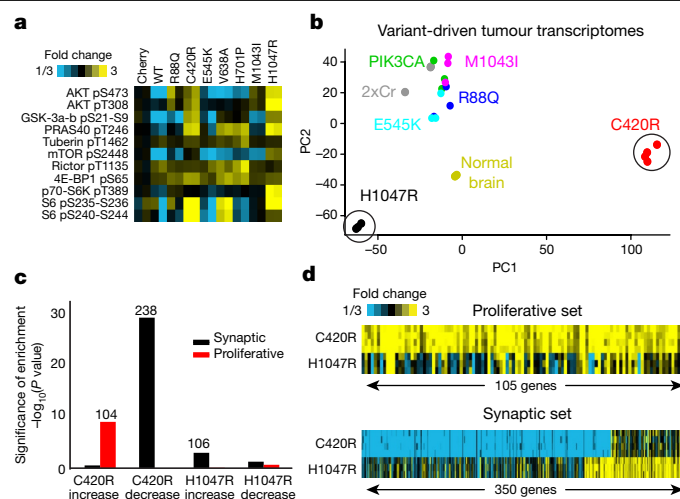 a
Fold change
1/3 3
Cherry WT R88Q C420R E545K V638A H701P M1043I H1047R
AKT pS473
AKT pT308
GSK-3a-b pS21-S9
PRAS40 pT246
Tuberin pT1462
mTOR pS2448
Rictor pT1135
4E-BP1 pS65
p70-S6K pT389
S6 pS235-S236
S6 pS240-S244
b
Variant-driven tumour transcriptomes
PC2
40
20
0
−20
−40
−60
PIK3CA
M1043I
2xCr
R88Q
E545K
C420R
Normal
brain
H1047R
−50 0 50 100
PC1
c
Significance of enrichment
–log10(P value)
30
20
10
0
238
Synaptic
Proliferative
104
106
C420R
increase
C420R
decrease
H1047R
increase
H1047R
decrease
d
Fold change
1/3 3
Proliferative set
C420R
H1047R
105 genes
Synaptic set
C420R
H1047R
350 genes